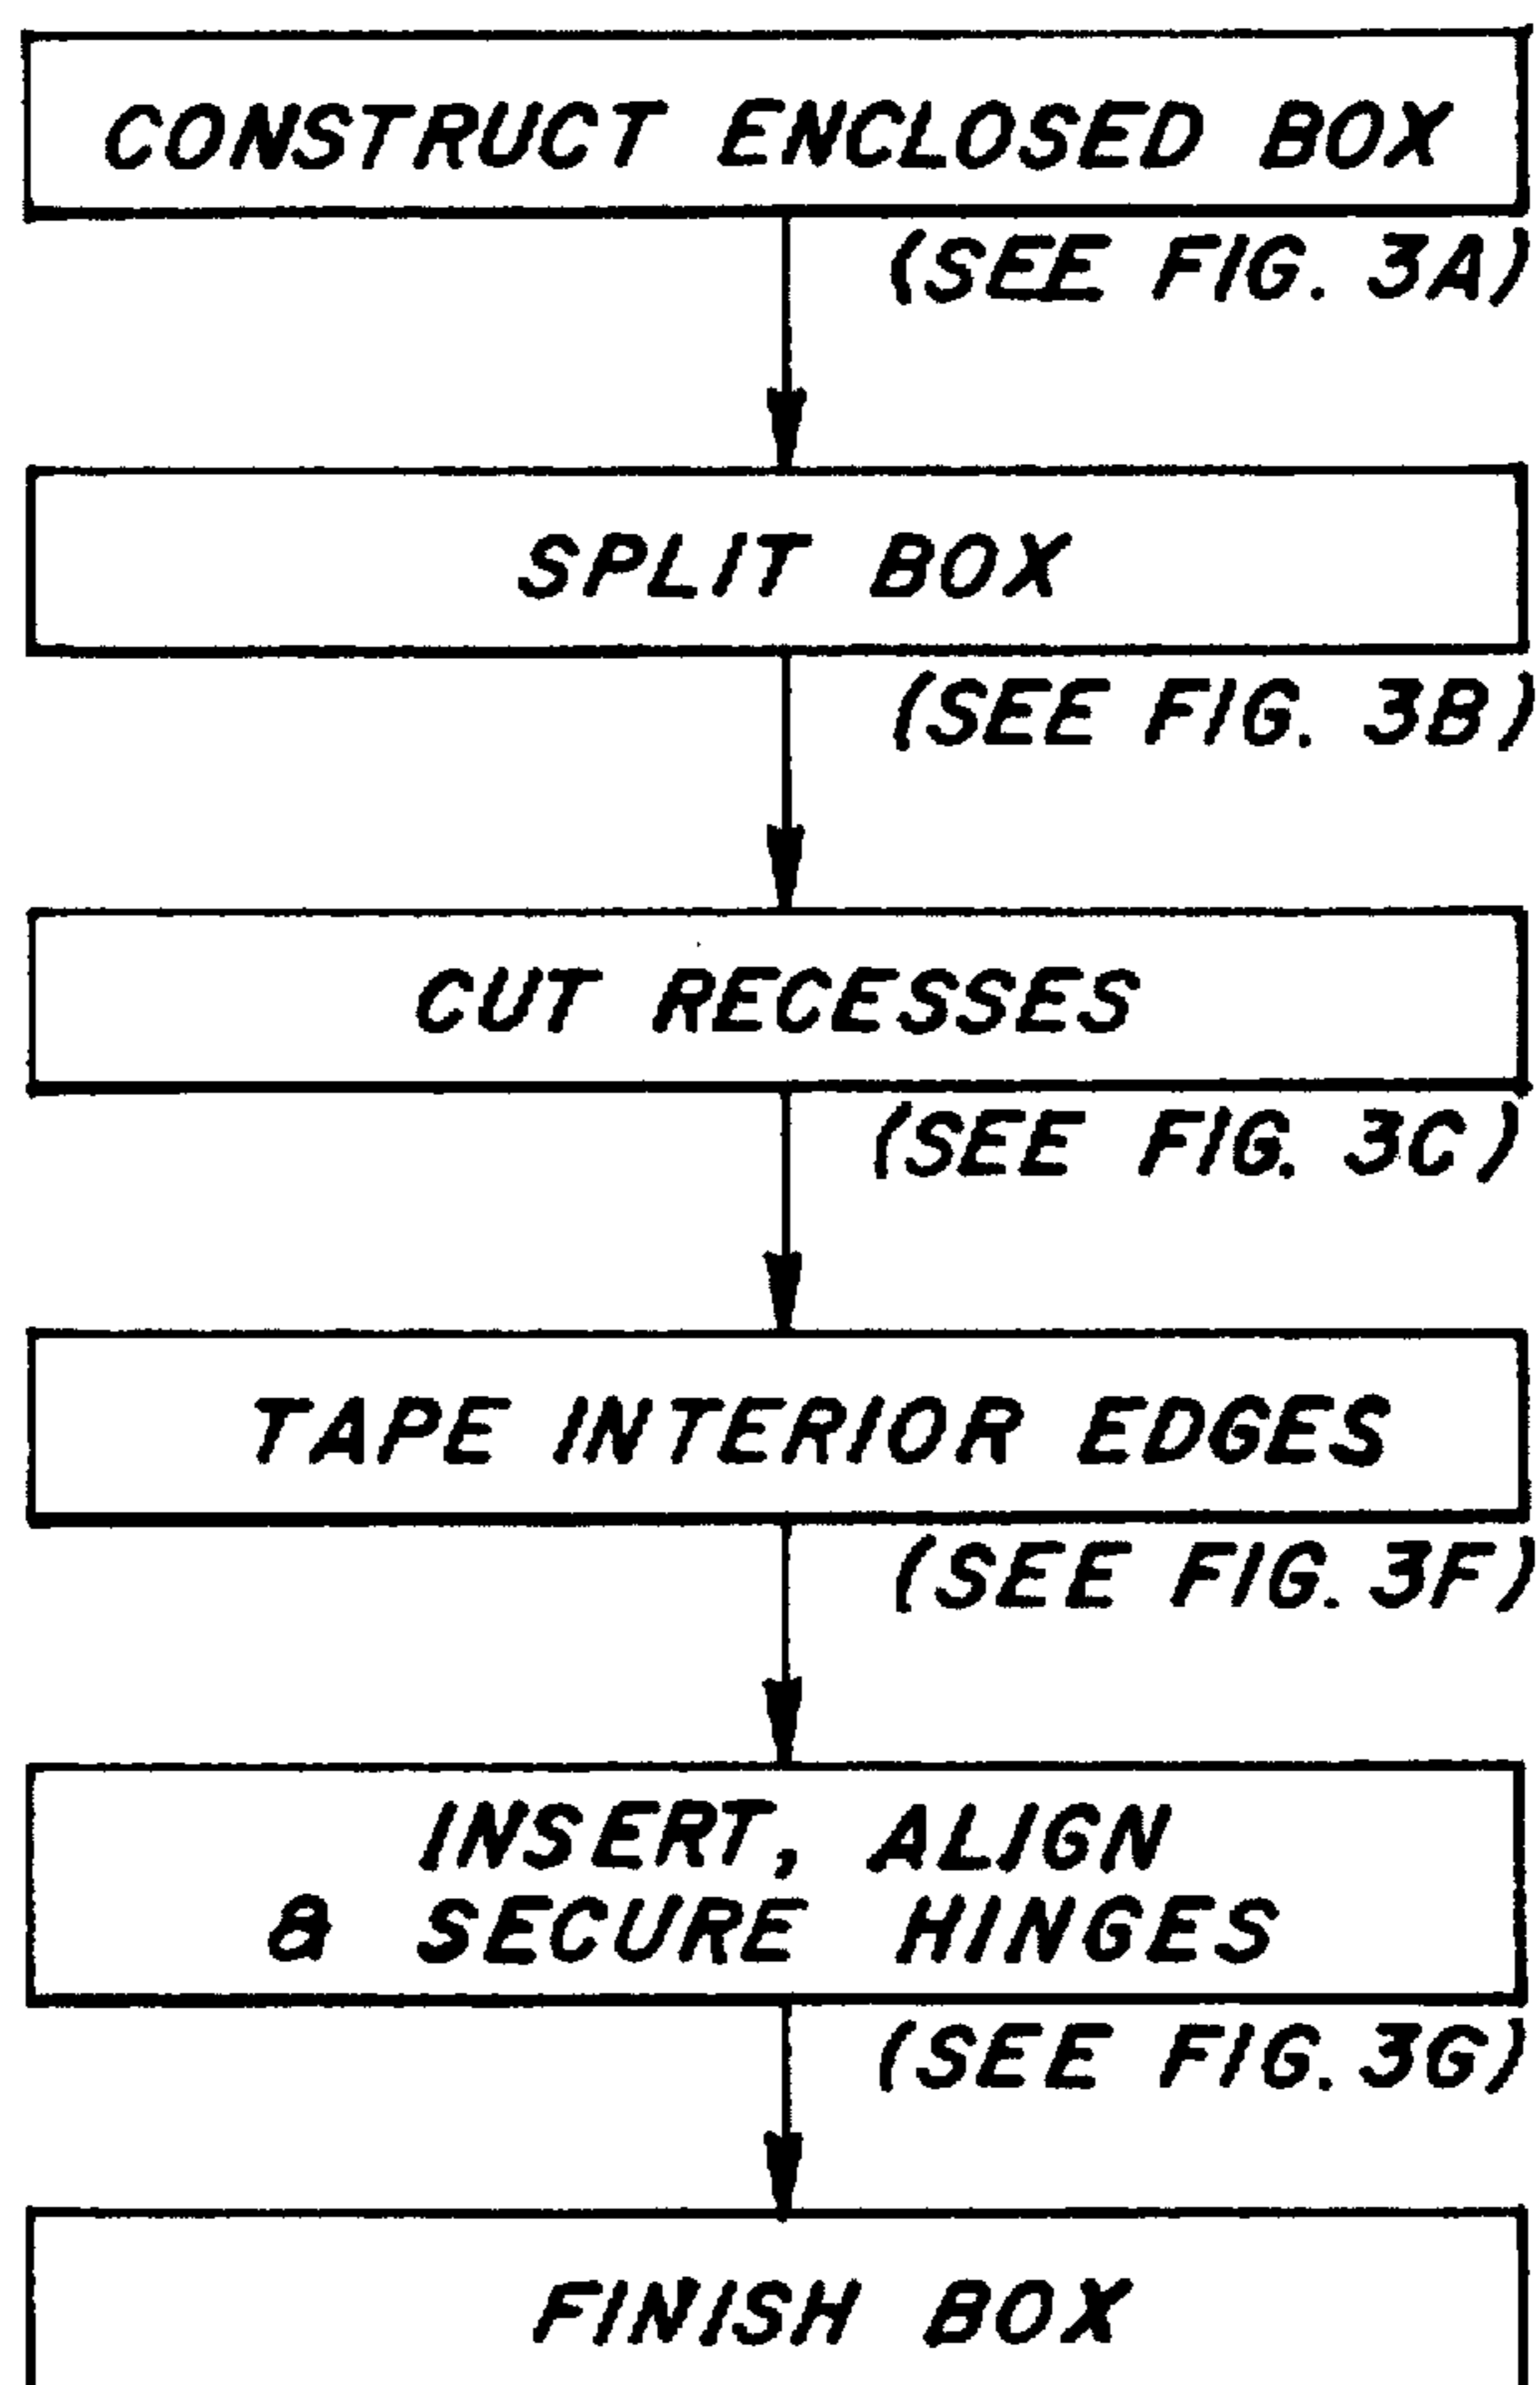 CONSTRUCT ENCLOSED BOX
(SEE FIG. 3A)
SPLIT BOX
(SEE FIG. 3B)
CUT RECESSES
(SEE FIG. 3C)
TAPE INTERIOR EDGES
(SEE FIG. 3F)
INSERT, ALIGN
& SECURE HINGES
(SEE FIG. 3G)
FINISH BOX